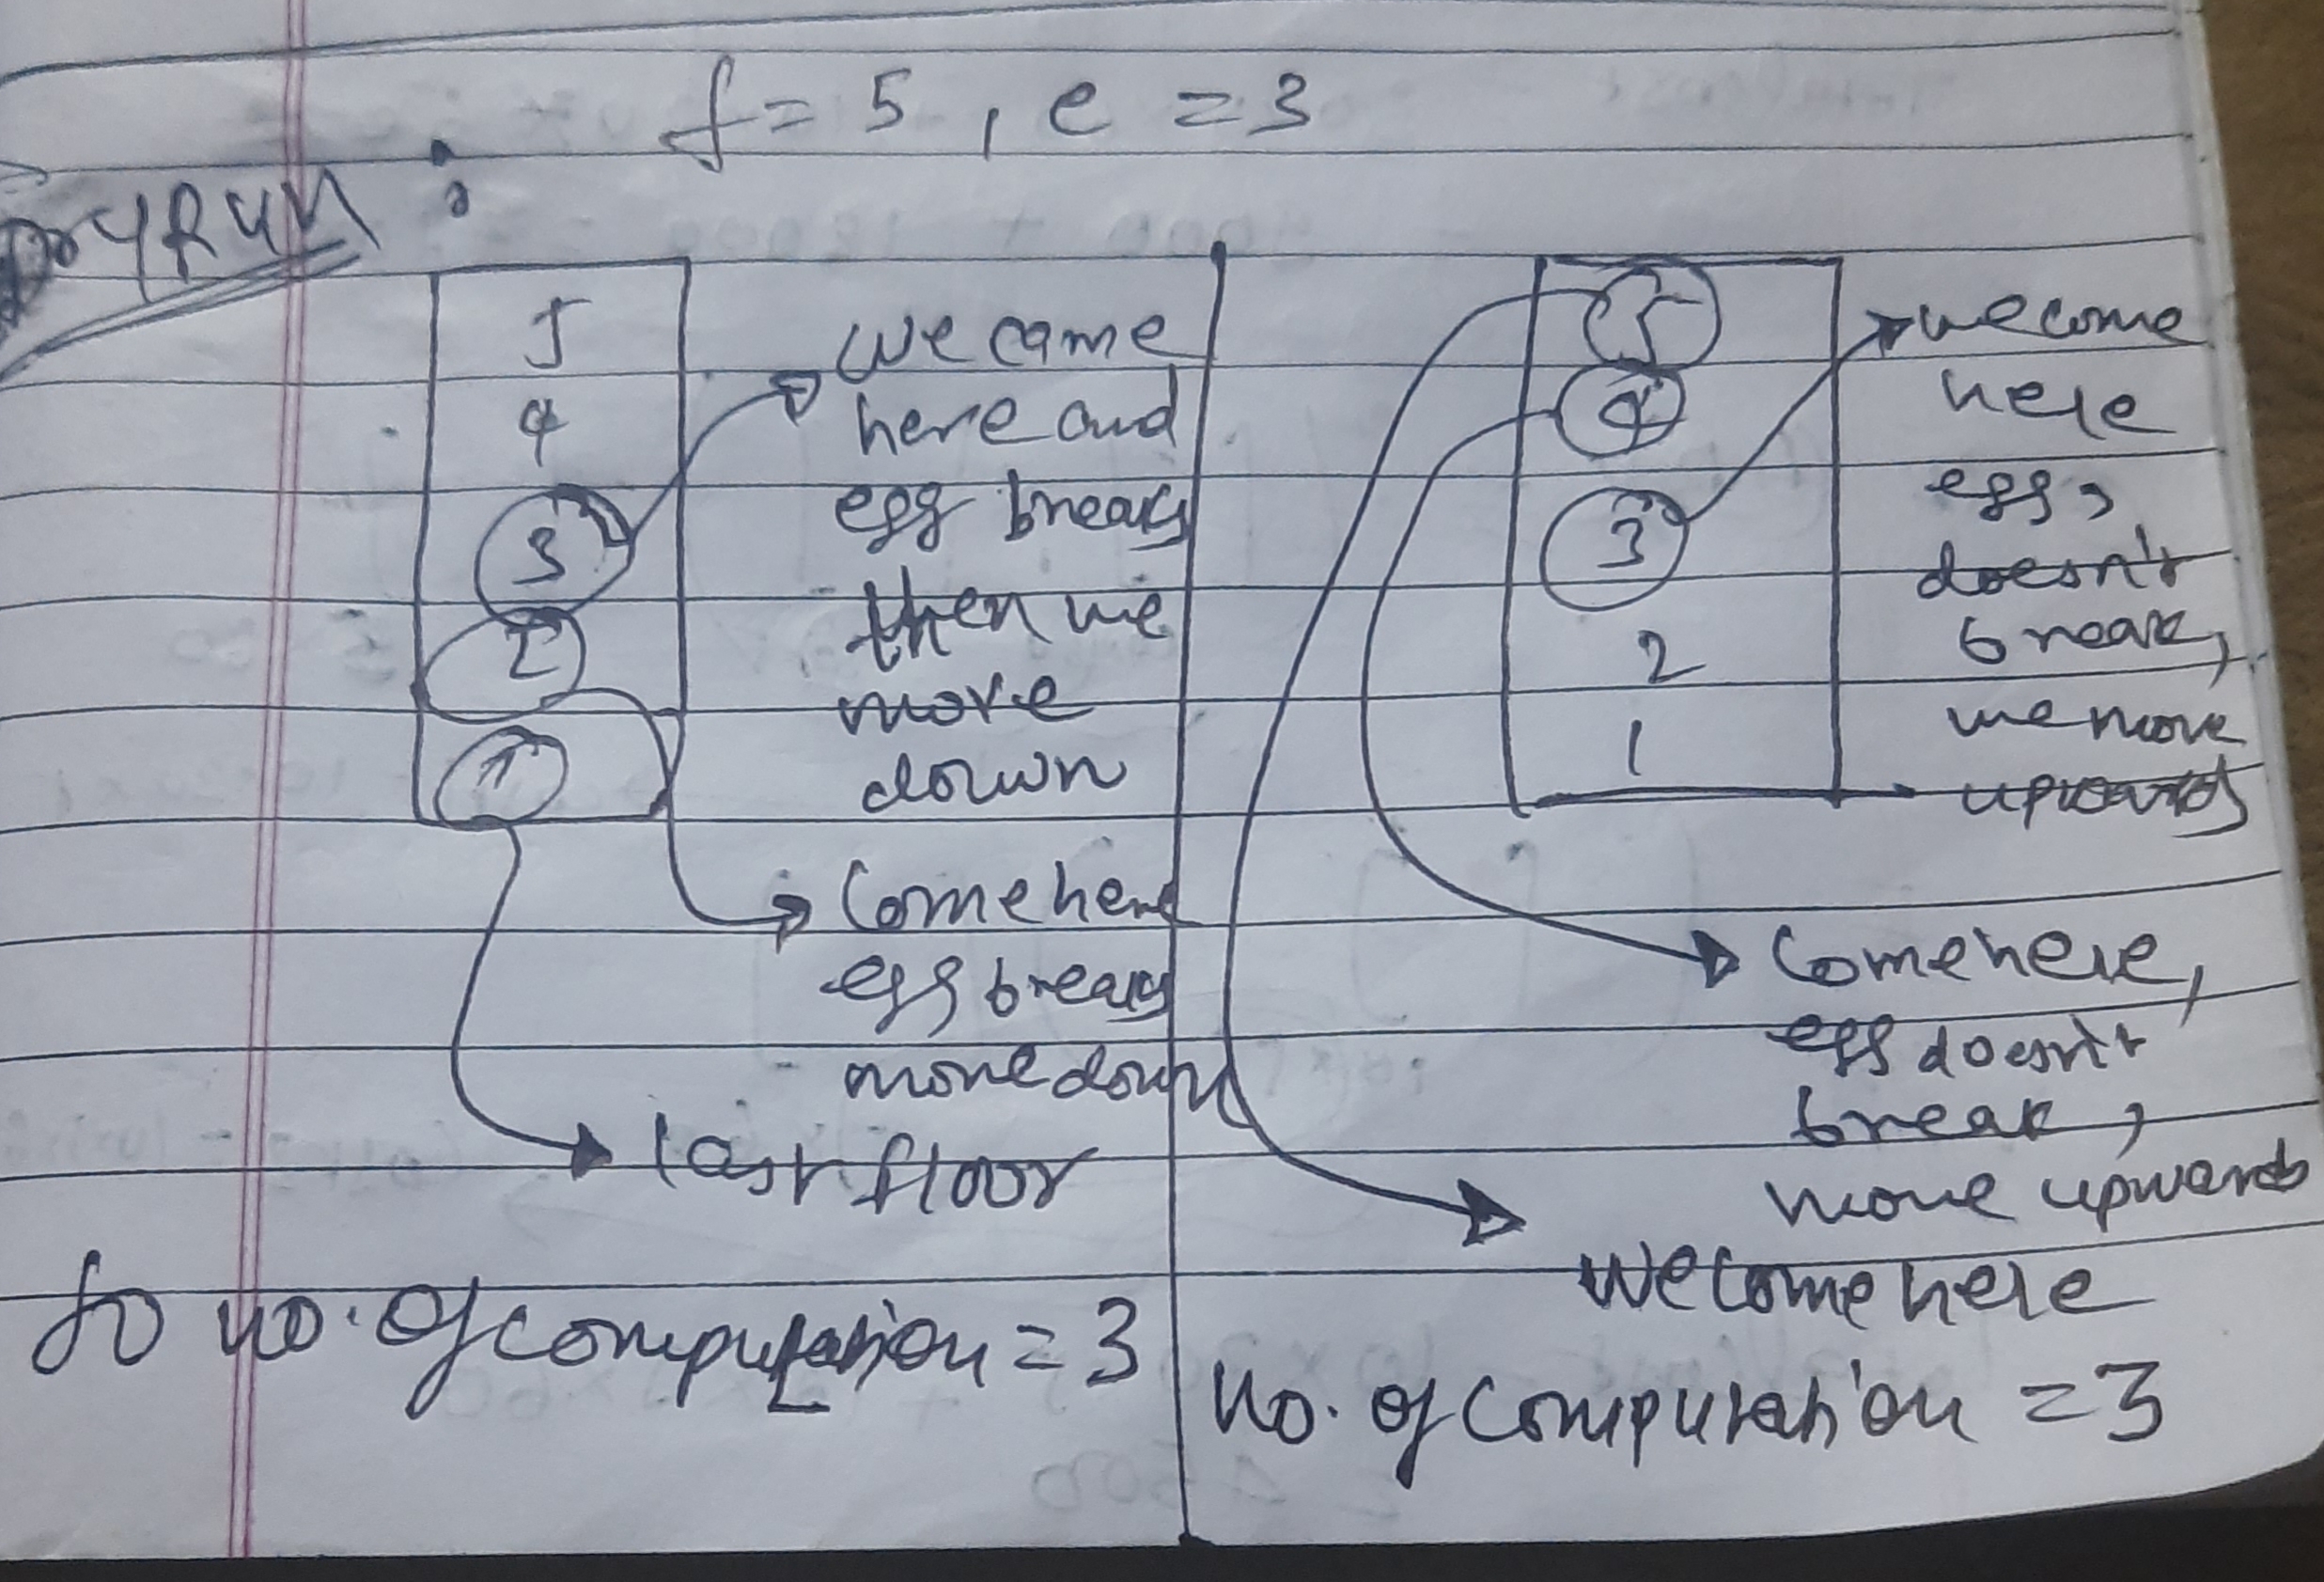 f = 5 , e = 3
DryRun :
5
4
3
2
1
we came
here and
egg breaks
then we
move
down
Come here
egg breaks
move down
last floor
So no. of computation = 3
5
4
3
2
1
we come
here
egg,
doesn't
break,
we move
upwards
Come here,
egg doesn't
break,
move upwards
We come here
no. of computation = 3